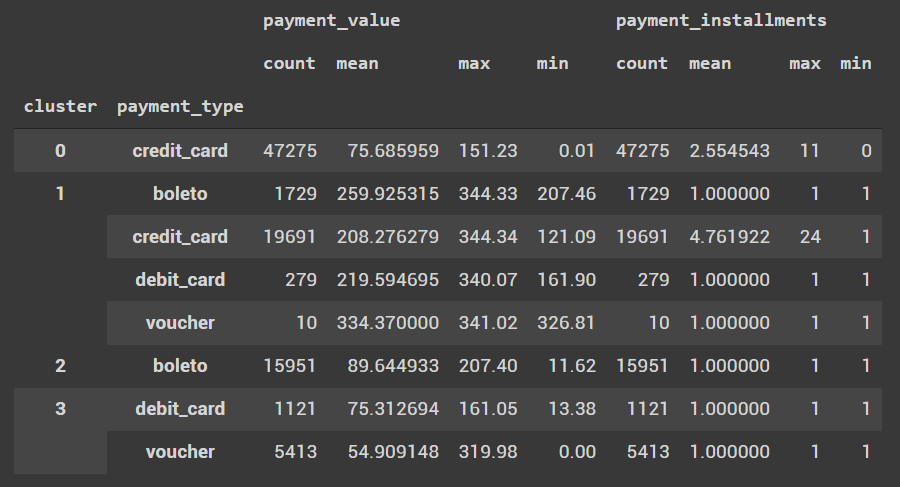 payment_value payment_installments
count mean max min count mean max min
cluster payment_type
0 credit_card 47275 75.685959 151.23 0.01 47275 2.554543 11 0
1 boleto 1729 259.925315 344.33 207.46 1729 1.000000 1 1
credit_card 19691 208.276279 344.34 121.09 19691 4.761922 24 1
debit_card 279 219.594695 340.07 161.90 279 1.000000 1 1
voucher 10 334.370000 341.02 326.81 10 1.000000 1 1
2 boleto 15951 89.644933 207.40 11.62 15951 1.000000 1 1
3 debit_card 1121 75.312694 161.05 13.38 1121 1.000000 1 1
voucher 5413 54.909148 319.98 0.00 5413 1.000000 1 1